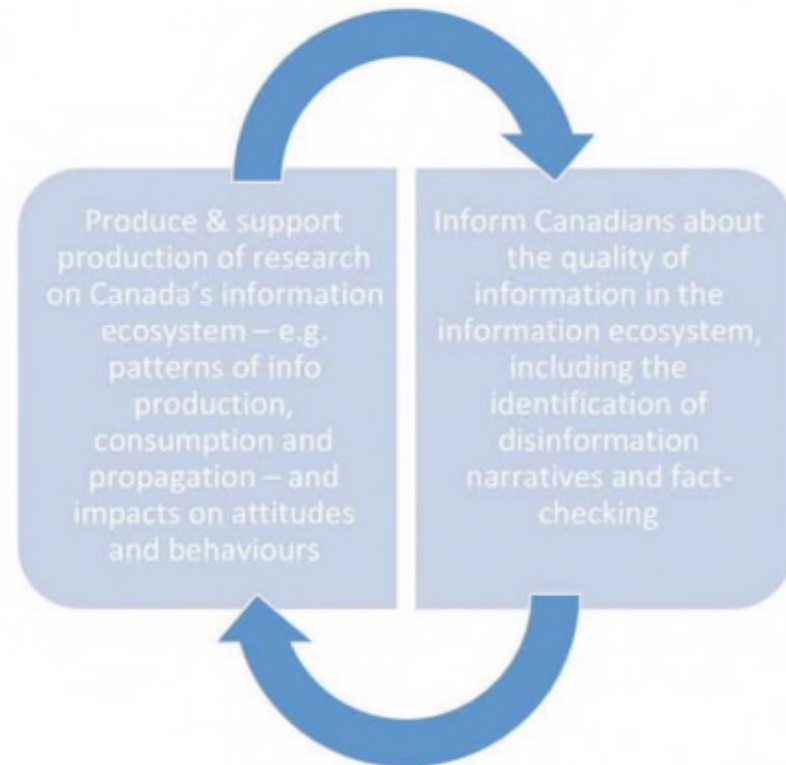 Produce & support
production of research
on Canada's information
ecosystem – e.g.
patterns of info
production,
consumption and
propagation – and
impacts on attitudes
and behaviours
Inform Canadians about
the quality of
information in the
information ecosystem,
including the
identification of
disinformation
narratives and fact-
checking